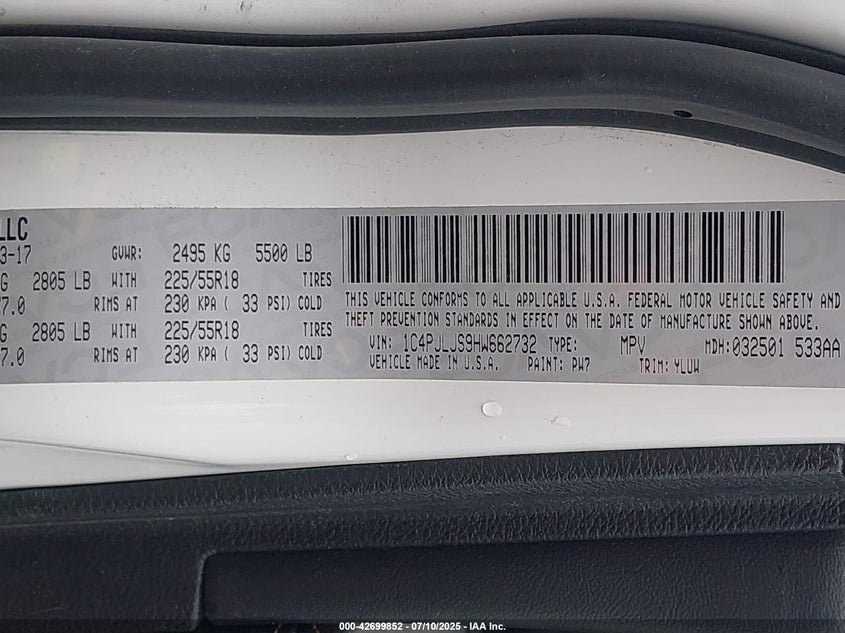 LLC
3-17 GVWR: 2495 KG 5500 LB
G 2805 LB WITH 225/55R18 TIRES
7.0 RIMS AT 230 KPA ( 33 PSI) COLD
G 2805 LB WITH 225/55R18 TIRES
7.0 RIMS AT 230 KPA ( 33 PSI) COLD
THIS VEHICLE CONFORMS TO ALL APPLICABLE U.S.A. FEDERAL MOTOR VEHICLE SAFETY AND
THEFT PREVENTION STANDARDS IN EFFECT ON THE DATE OF MANUFACTURE SHOWN ABOVE.
VIN: 1C4PJLJS9HW662732 TYPE: MPV MDH:032501 533AA
VEHICLE MADE IN U.S.A. PAINT: PW7 TRIM: YLUW
000-42699852 / 07/10/2025 - IAA Inc.